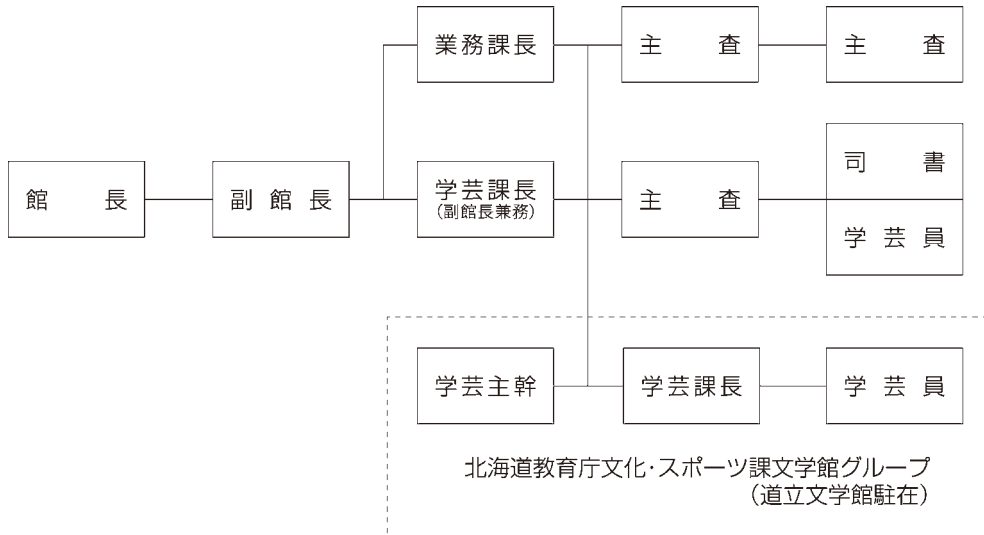 業務課長
主査
主査
館長
副館長
学芸課長
(副館長兼務)
主査
司書
学芸員
学芸主幹
学芸課長
学芸員
北海道教育庁文化・スポーツ課文学館グループ
（道立文学館駐在）